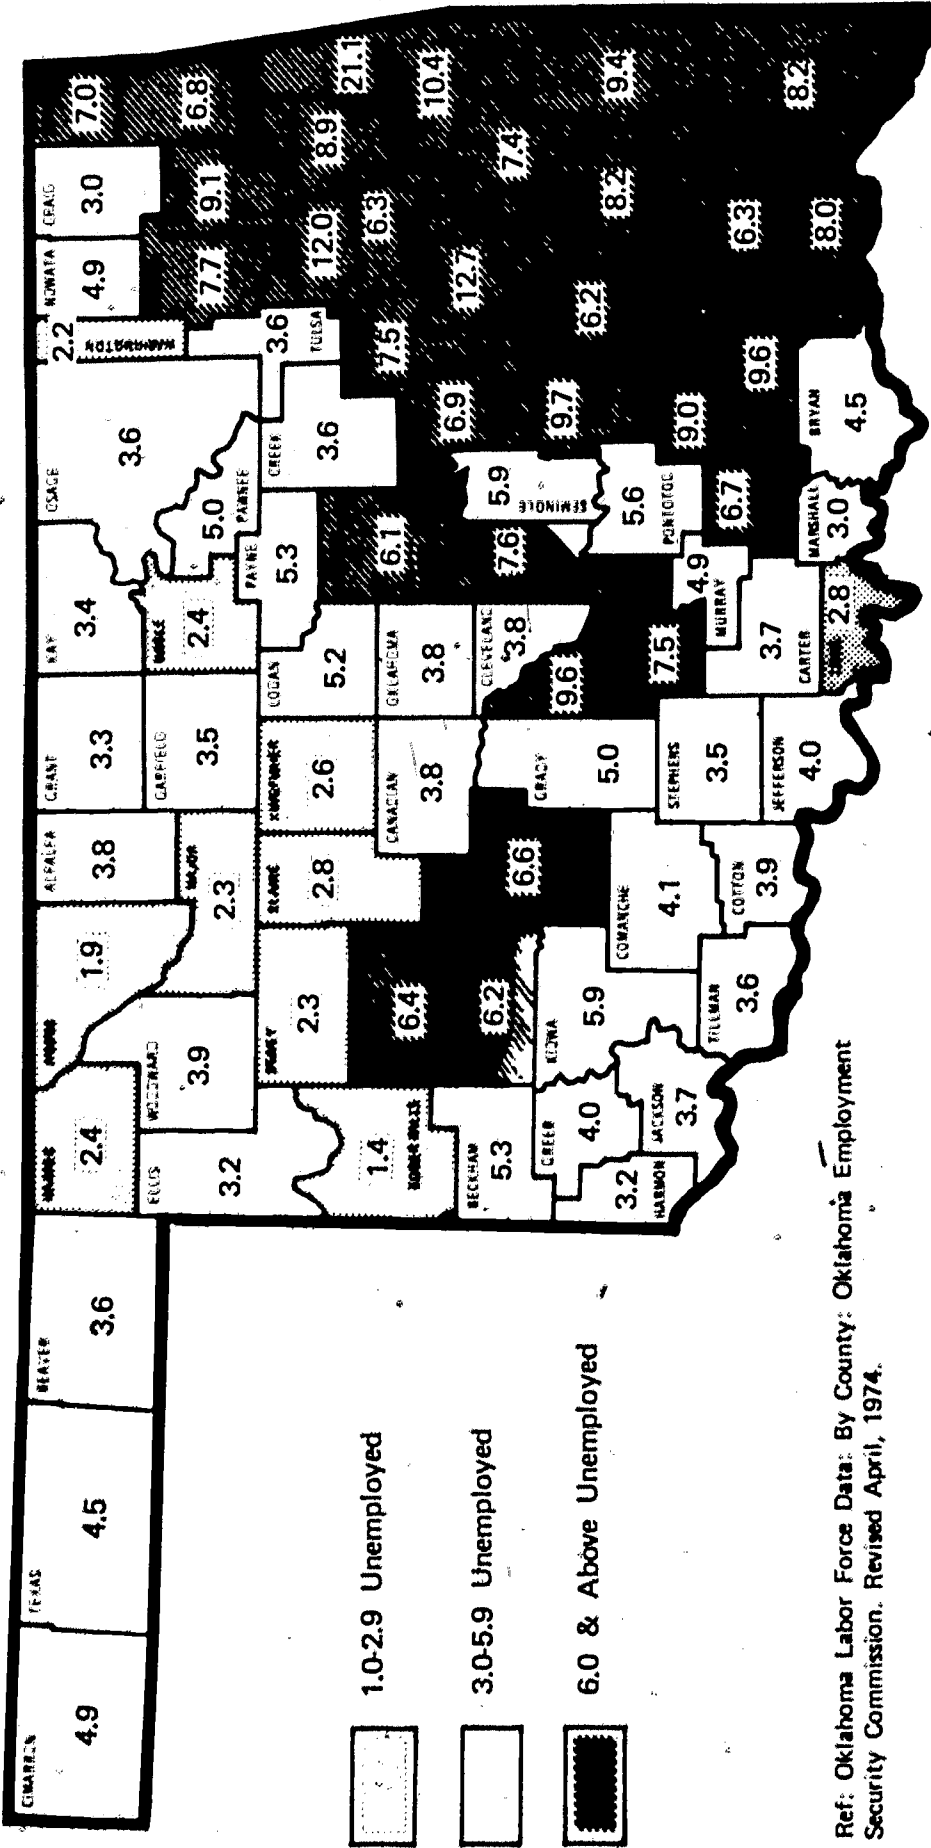 CIMARRON
4.9
TEXAS
4.5
BEAVER
3.6
2.4
1.9
ALFALFA
3.8
GRANT
3.3
KAY
3.4
OSAGE
3.6
2.2
WASHINGTON
NOWATA
4.9
CRAIG
3.0
7.0
ELLIS
3.2
WOODWARD
3.9
MAJOR
2.3
GARFIELD
3.5
NOBLE
2.4
5.0
PAWNEE
7.7
9.1
6.8
1.4
ROGER MILLS
DEWEY
2.3
BLAINE
2.8
KINGFISHER
2.6
LOGAN
5.2
PAYNE
5.3
CREEK
3.6
3.6
TULSA
12.0
8.9
21.1
6.4
CANADIAN
3.8
OKLAHOMA
3.8
6.1
7.5
6.3
10.4
BECKHAM
5.3
6.2
6.6
CLEVELAND
3.8
7.6
5.9
SEMINOLE
6.9
12.7
7.4
GREER
4.0
KIOWA
5.9
GRADY
5.0
9.6
9.7
6.2
8.2
9.4
3.2
HARMON
JACKSON
3.7
COMANCHE
4.1
STEPHENS
3.5
7.5
5.6
PONTOTOC
9.0
TILLMAN
3.6
COTTON
3.9
JEFFERSON
4.0
3.7
CARTER
4.9
MURRAY
6.7
9.6
6.3
8.2
2.8
MARSHALL
3.0
BRYAN
4.5
8.0
1.0-2.9 Unemployed
3.0-5.9 Unemployed
6.0 & Above Unemployed
Ref: Oklahoma Labor Force Data: By County: Oklahoma Employment
Security Commission. Revised April, 1974.